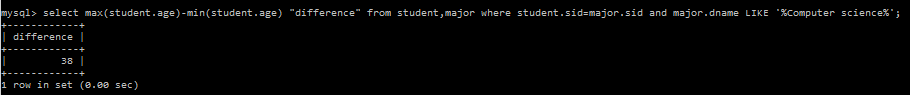 mysql> select max(student.age)-min(student.age) "difference" from student,major where student.sid=major.sid and major.dname LIKE '%Computer science%';
+------------+
| difference |
+------------+
|         38 |
+------------+
1 row in set (0.00 sec)